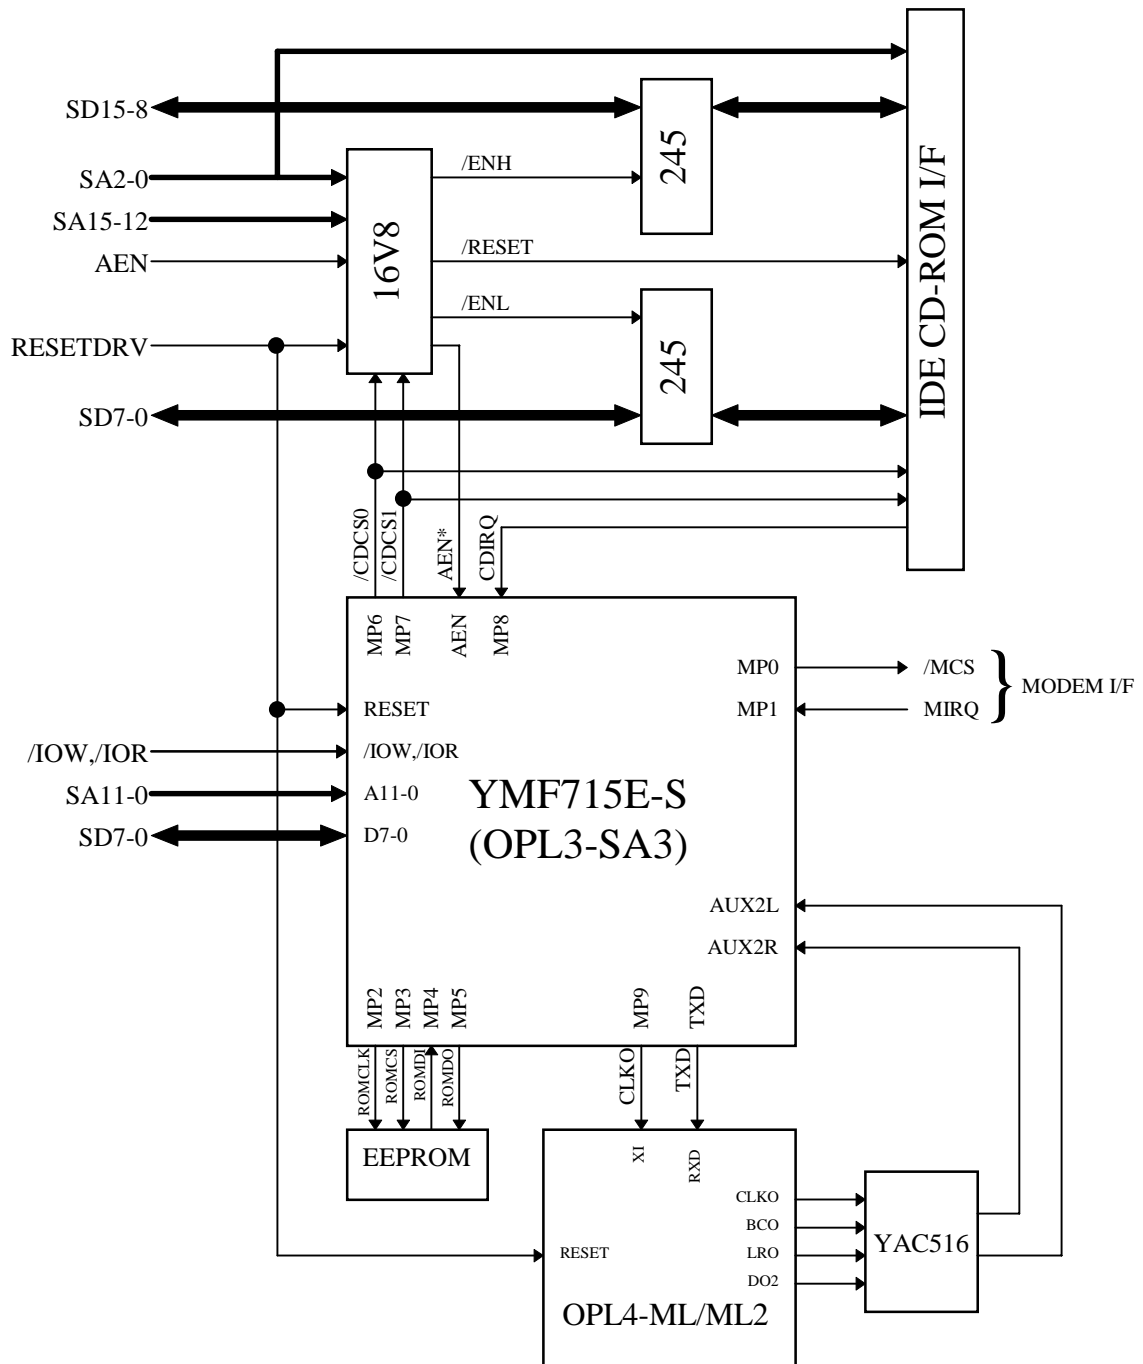 SD15-8
SA2-0
SA15-12
AEN
RESETDRV
SD7-0
16V8
/ENH
/RESET
/ENL
245
245
IDE CD-ROM I/F
/CDCS0
/CDCS1
AEN*
CDIRQ
MP6
MP7
AEN
MP8
MP0
/MCS
MP1
MIRQ
} MODEM I/F
RESET
/IOW,/IOR
/IOW,/IOR
SA11-0
A11-0
SD7-0
D7-0
YMF715E-S
(OPL3-SA3)
AUX2L
AUX2R
MP2
MP3
MP4
MP5
MP9
TXD
ROMCLK
ROMCS
ROMDI
ROMDO
CLKO
TXD
EEPROM
XI
RXD
CLKO
BCO
LRO
DO2
RESET
YAC516
OPL4-ML/ML2